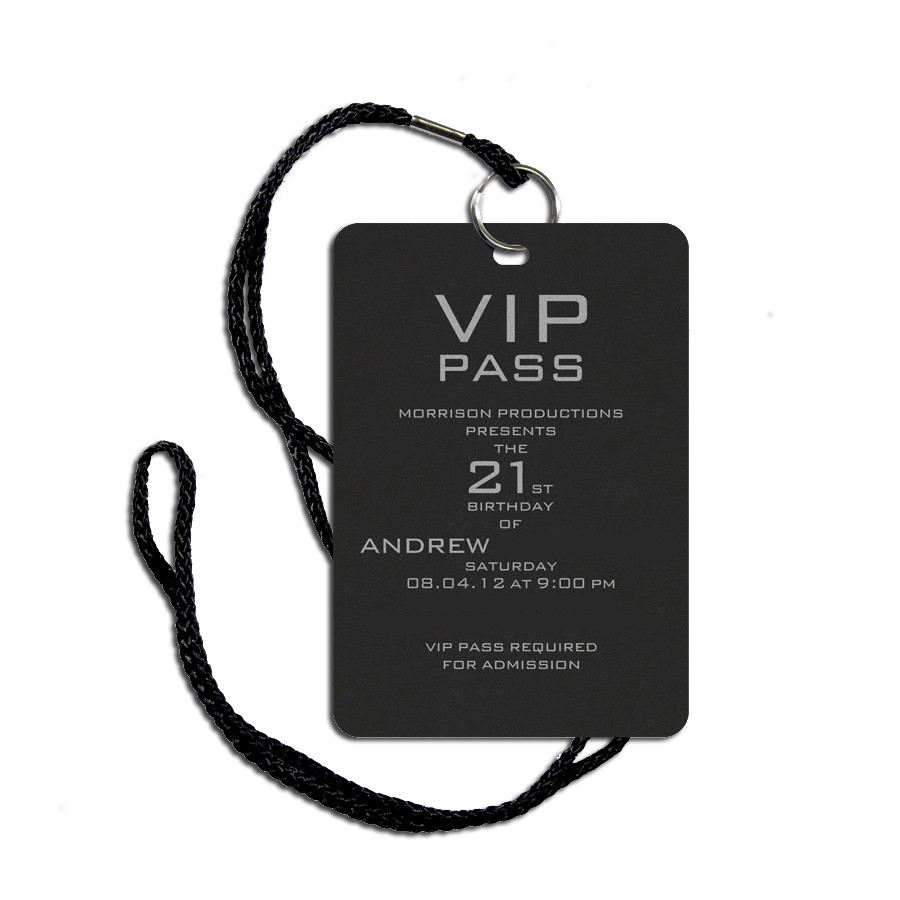 VIP
PASS
MORRISON PRODUCTIONS
PRESENTS
THE
21ST
BIRTHDAY
OF
ANDREW
SATURDAY
08.04.12 AT 9:00 PM
VIP PASS REQUIRED
FOR ADMISSION